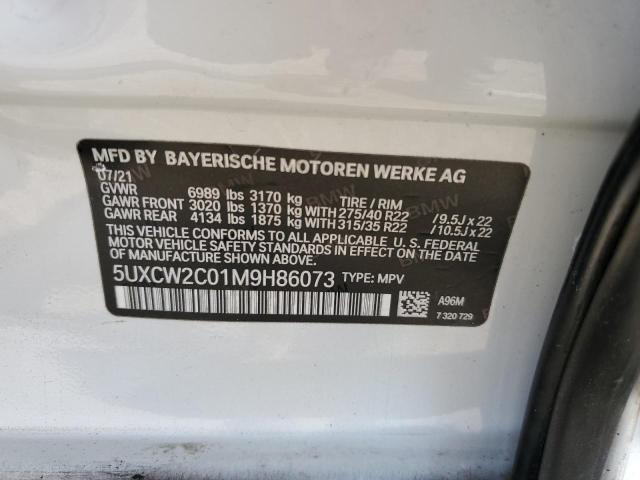 MFD BY BAYERISCHE MOTOREN WERKE AG
07/21
GVWR 6989 lbs 3170 kg TIRE / RIM
GAWR FRONT 3020 lbs 1370 kg WITH 275/40 R22 /9.5J x 22
GAWR REAR 4134 lbs 1875 kg WITH 315/35 R22 /10.5J x 22
THIS VEHICLE CONFORMS TO ALL APPLICABLE U.S. FEDERAL
MOTOR VEHICLE SAFETY STANDARDS IN EFFECT ON THE DATE
OF MANUFACTURE SHOWN ABOVE.
5UXCW2C01M9H86073 TYPE: MPV
A96M
7 320 729